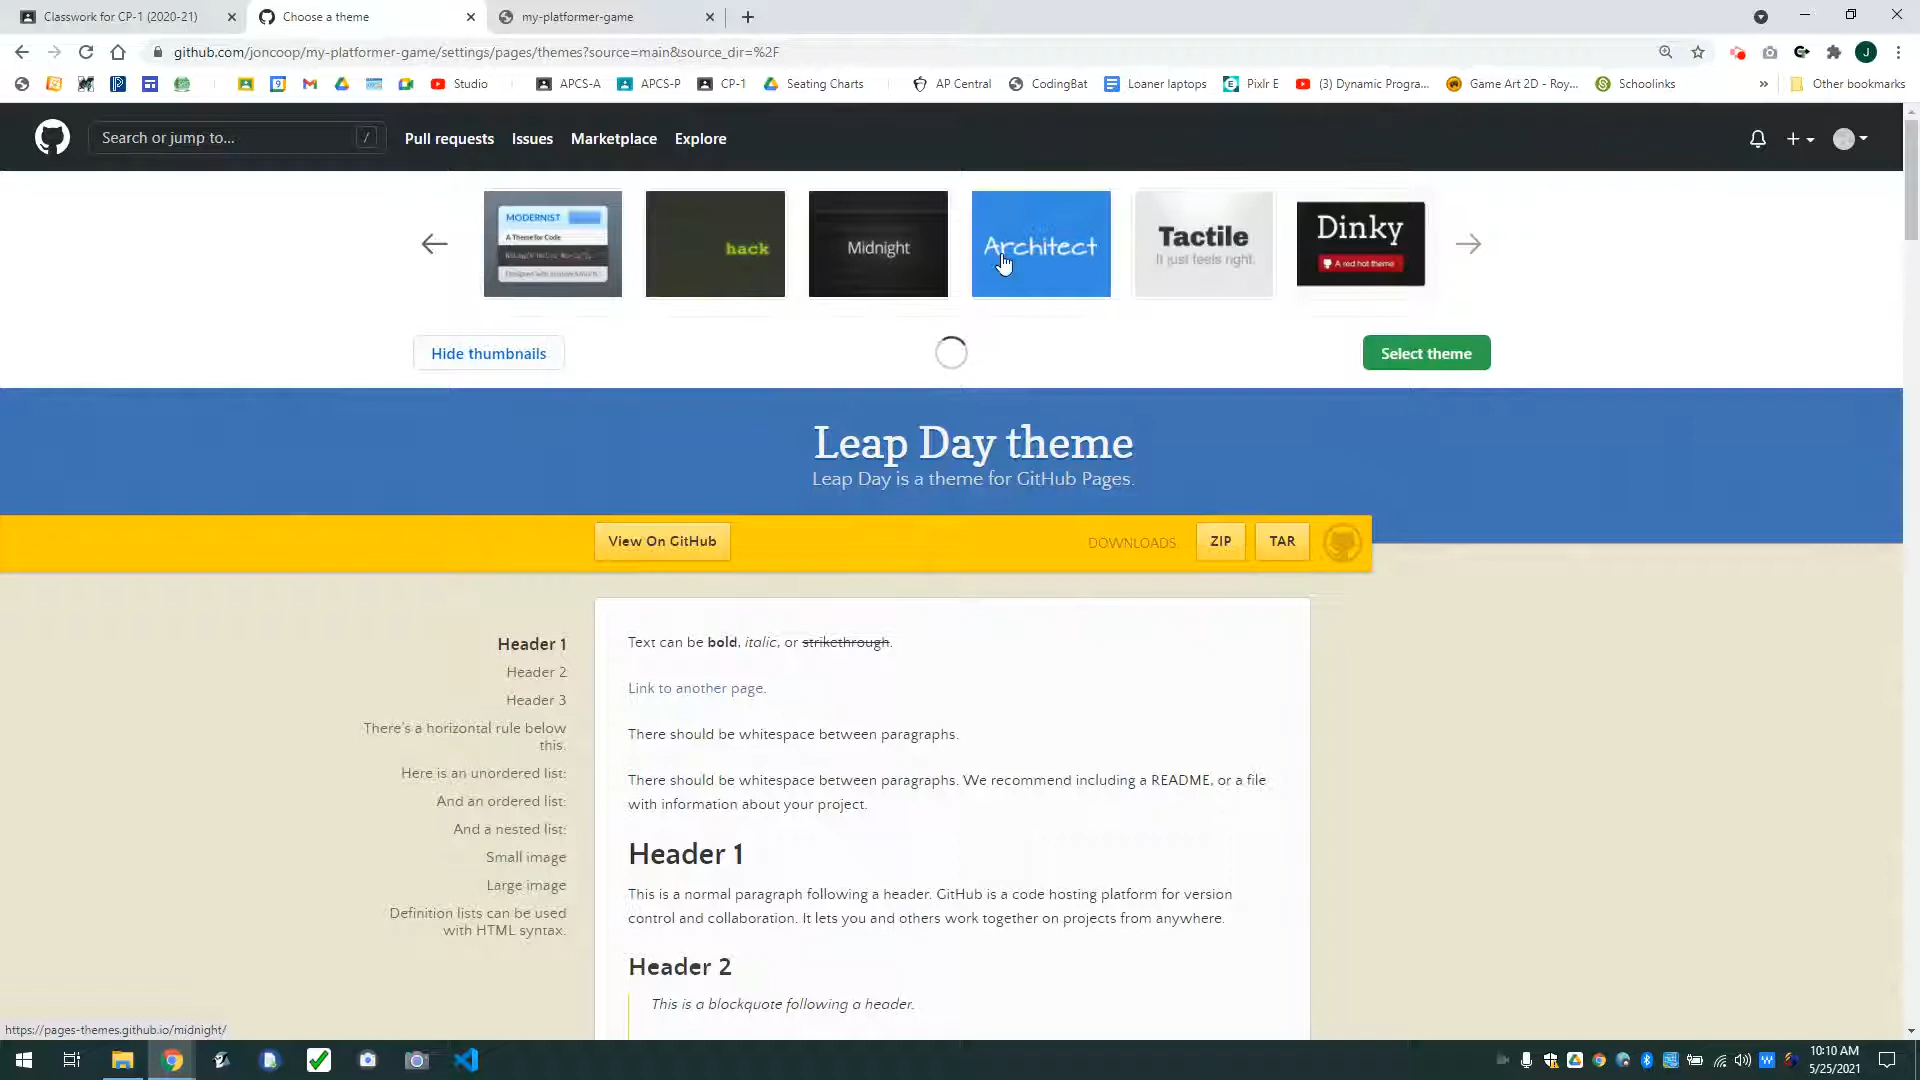 Classwork for CP-1 (2020-21)
Choose a theme
my-platformer-game
github.com/joncoop/my-platformer-game/settings/pages/themes?source=main&source_dir=%2F
J
Studio
APCS-A
APCS-P
CP-1
Seating Charts
AP Central
CodingBat
Loaner laptops
Pixlr E
(3) Dynamic Progra...
Game Art 2D - Roy...
Schoolinks
»
Other bookmarks
Search or jump to...
/
Pull requests
Issues
Marketplace
Explore
MODERNIST
A Theme for Code
hack
Midnight
Architect
Tactile
It just feels right.
Dinky
A red hot theme
Hide thumbnails
Select theme
Leap Day theme
Leap Day is a theme for GitHub Pages.
View On GitHub
DOWNLOADS
ZIP
TAR
Header 1
Header 2
Header 3
There's a horizontal rule below
this.
Here is an unordered list:
And an ordered list:
And a nested list:
Small image
Large image
Definition lists can be used
with HTML syntax.
Text can be bold, italic, or strikethrough.
Link to another page.
There should be whitespace between paragraphs.
There should be whitespace between paragraphs. We recommend including a README, or a file
with information about your project.
Header 1
This is a normal paragraph following a header. GitHub is a code hosting platform for version
control and collaboration. It lets you and others work together on projects from anywhere.
Header 2
This is a blockquote following a header.
https://pages-themes.github.io/midnight/
10:10 AM
5/25/2021